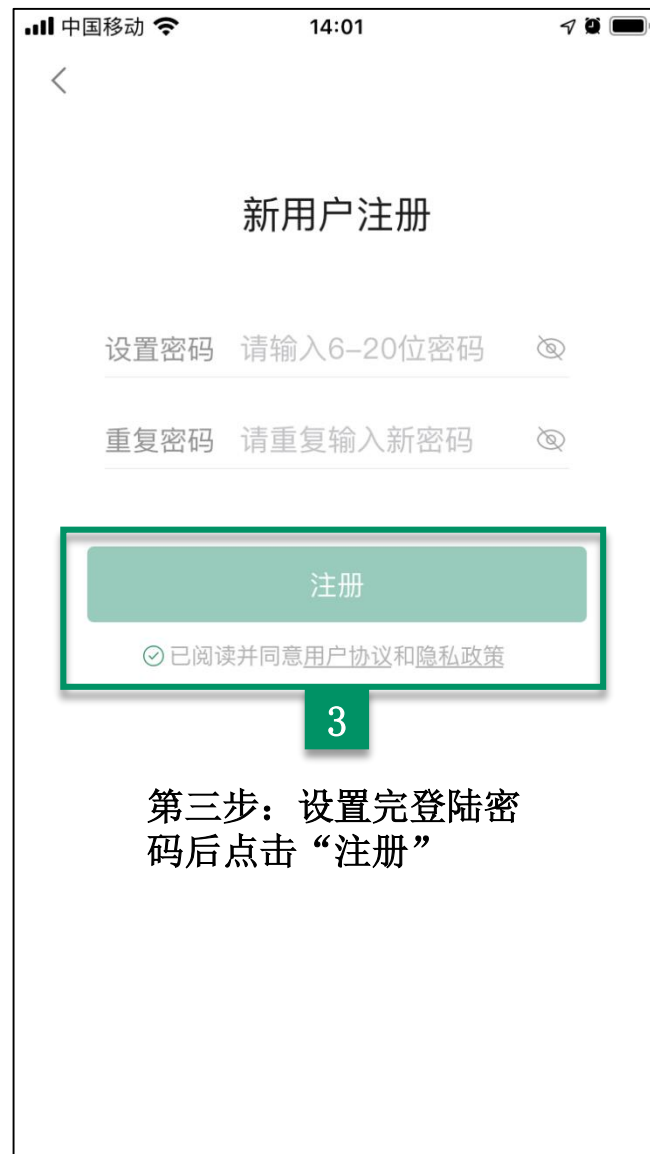 中国移动 14:01
新用户注册
设置密码 请输入6-20位密码
重复密码 请重复输入新密码
注册
已阅读并同意用户协议和隐私政策
3
第三步：设置完登陆密
码后点击“注册”